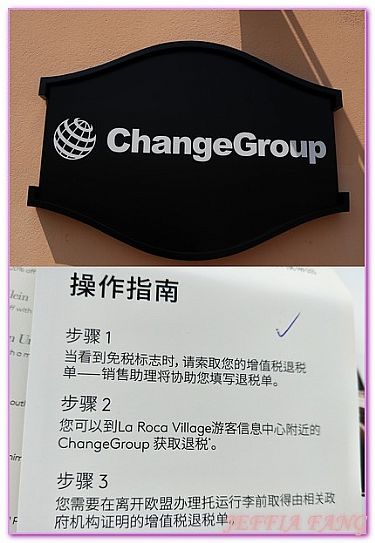 ChangeGroup
操作指南
步骤 1
当看到免税标志时，请索取您的增值税退税
单——销售助理将协助您填写退税单。
步骤 2
您可以到La Roca Village游客信息中心附近的
ChangeGroup 获取退税*。
步骤 3
您需要在离开欧盟办理托运行李前取得由相关政
府机构证明的增值税退税单。
JEFFIA FANG